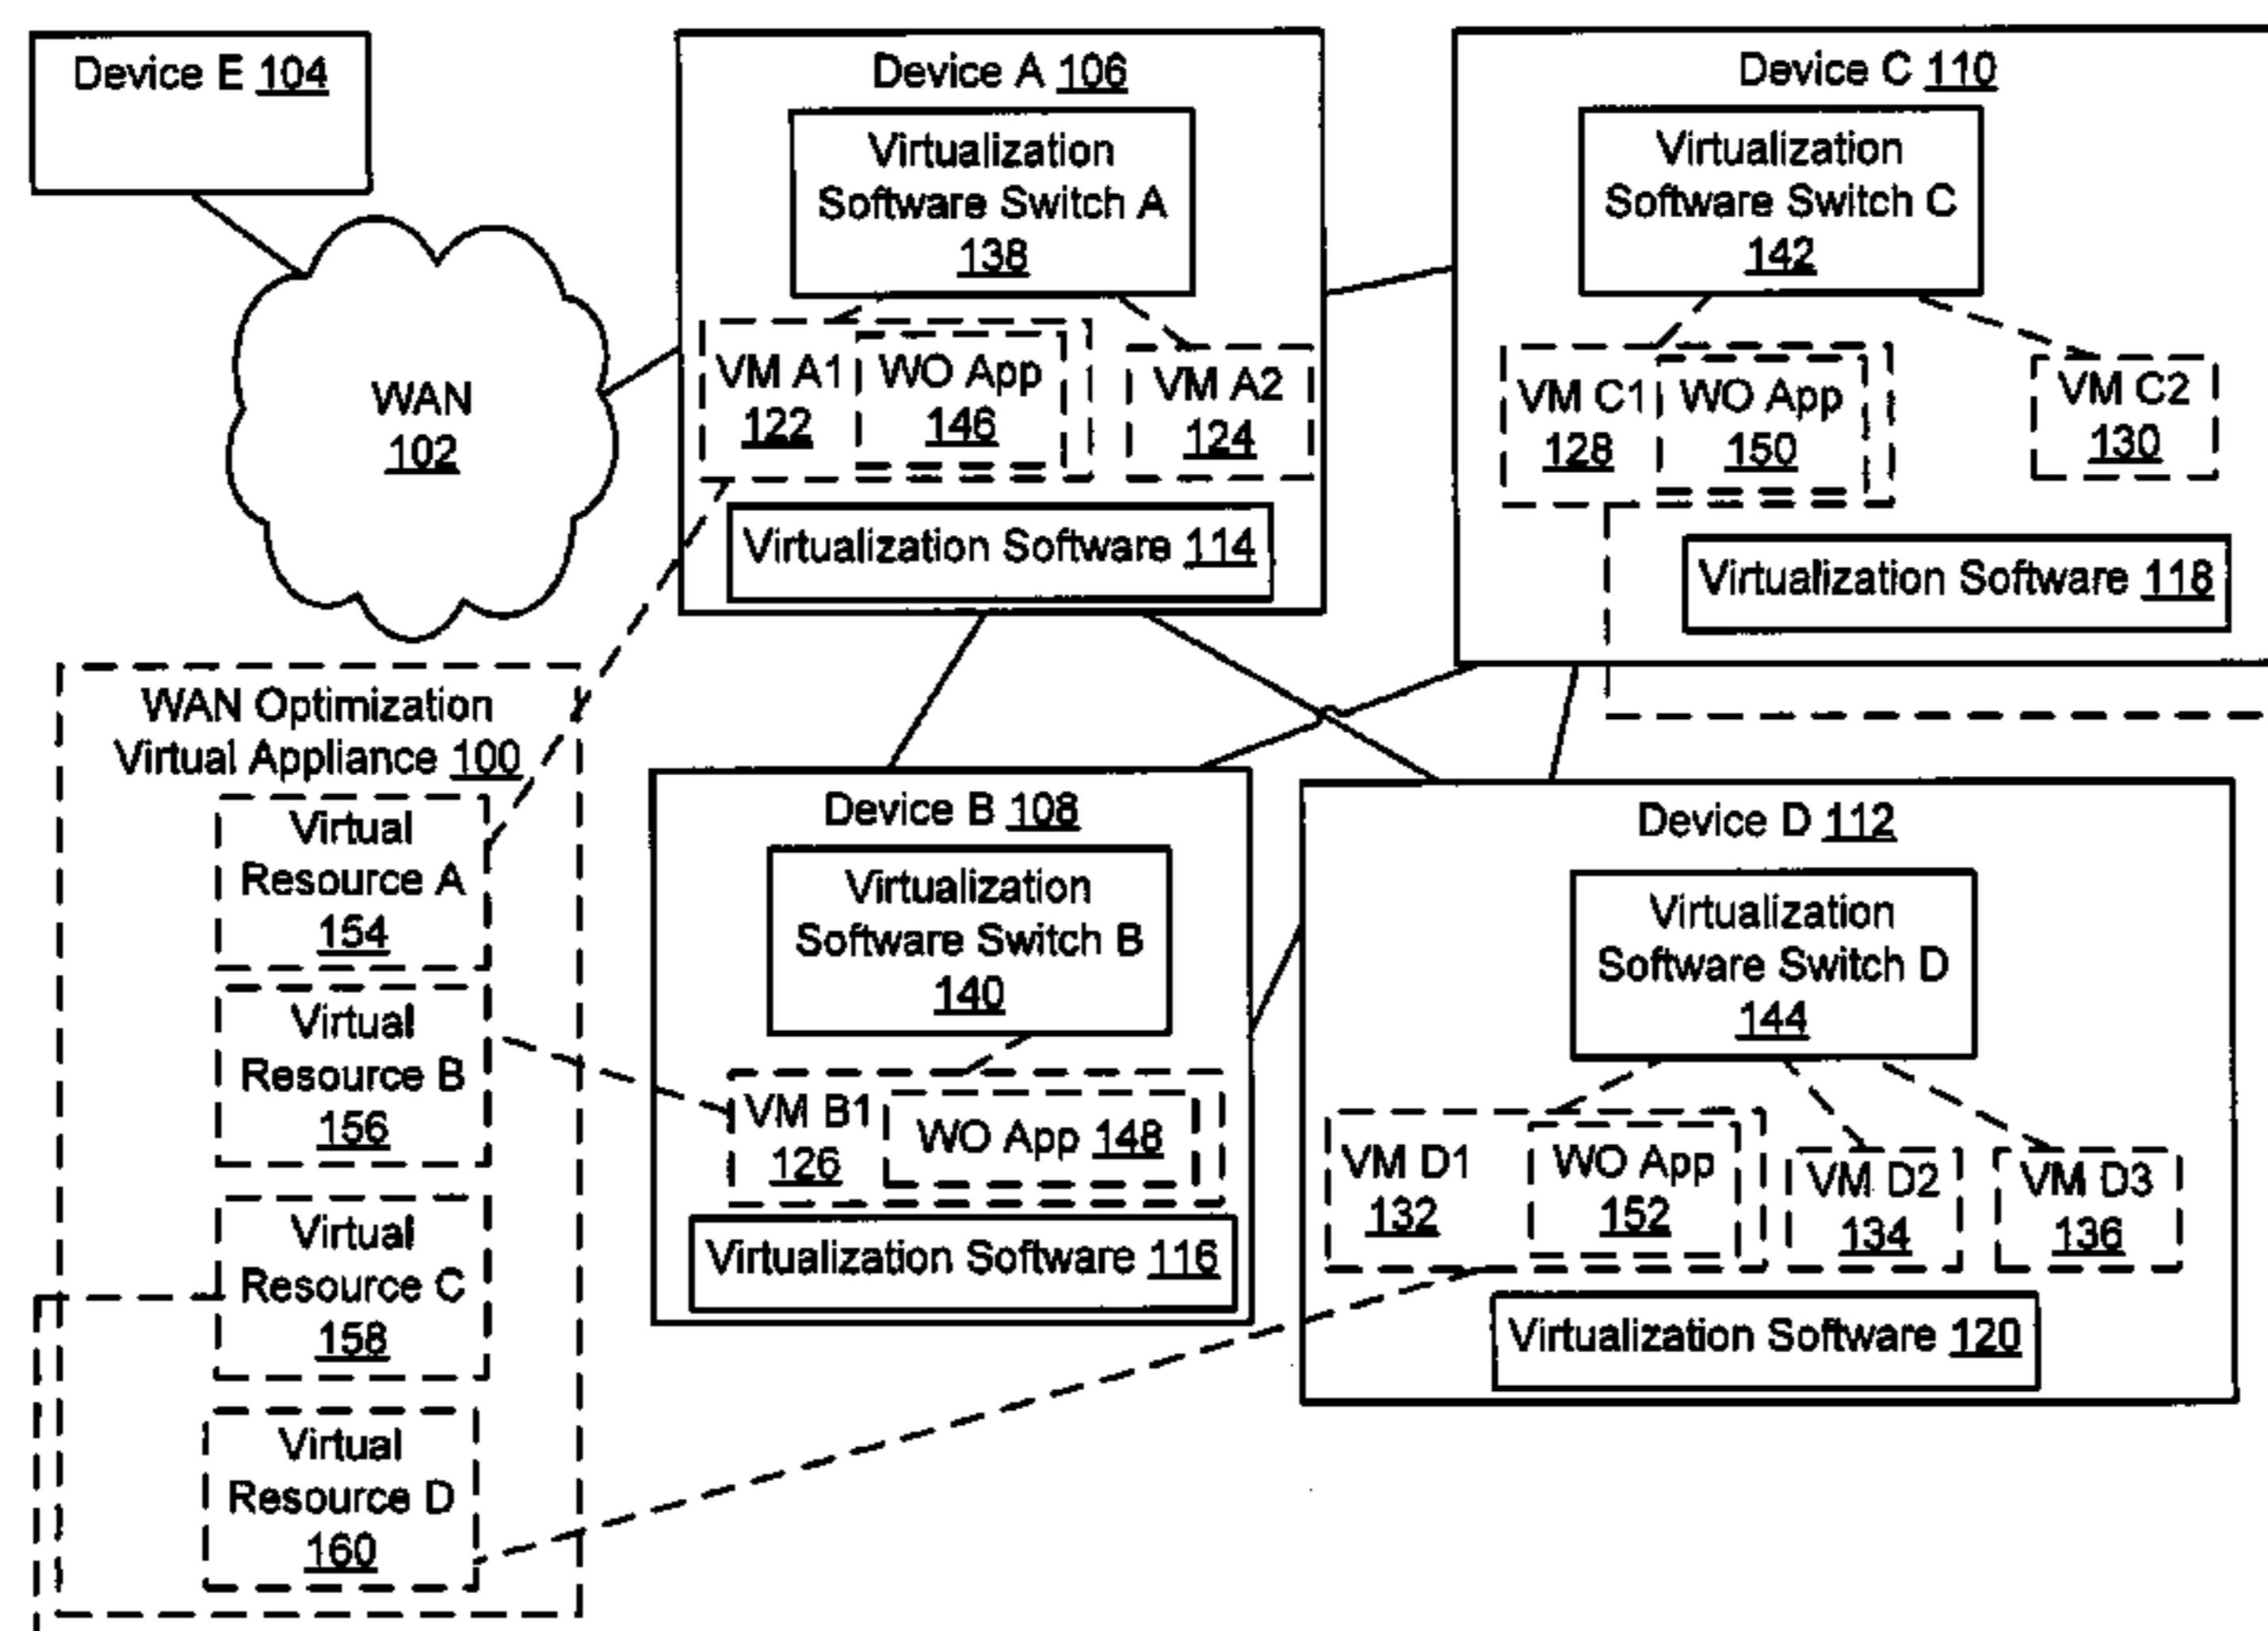 Device E 104
WAN
102
Device A 106
Virtualization
Software Switch A
138
VM A1
122
WO App
146
VM A2
124
Virtualization Software 114
Device C 110
Virtualization
Software Switch C
142
VM C1
128
WO App
150
VM C2
130
Virtualization Software 118
WAN Optimization
Virtual Appliance 100
Virtual
Resource A
154
Virtual
Resource B
156
Virtual
Resource C
158
Virtual
Resource D
160
Device B 108
Virtualization
Software Switch B
140
VM B1
126
WO App 148
Virtualization Software 116
Device D 112
Virtualization
Software Switch D
144
VM D1
132
WO App
152
VM D2
134
VM D3
136
Virtualization Software 120